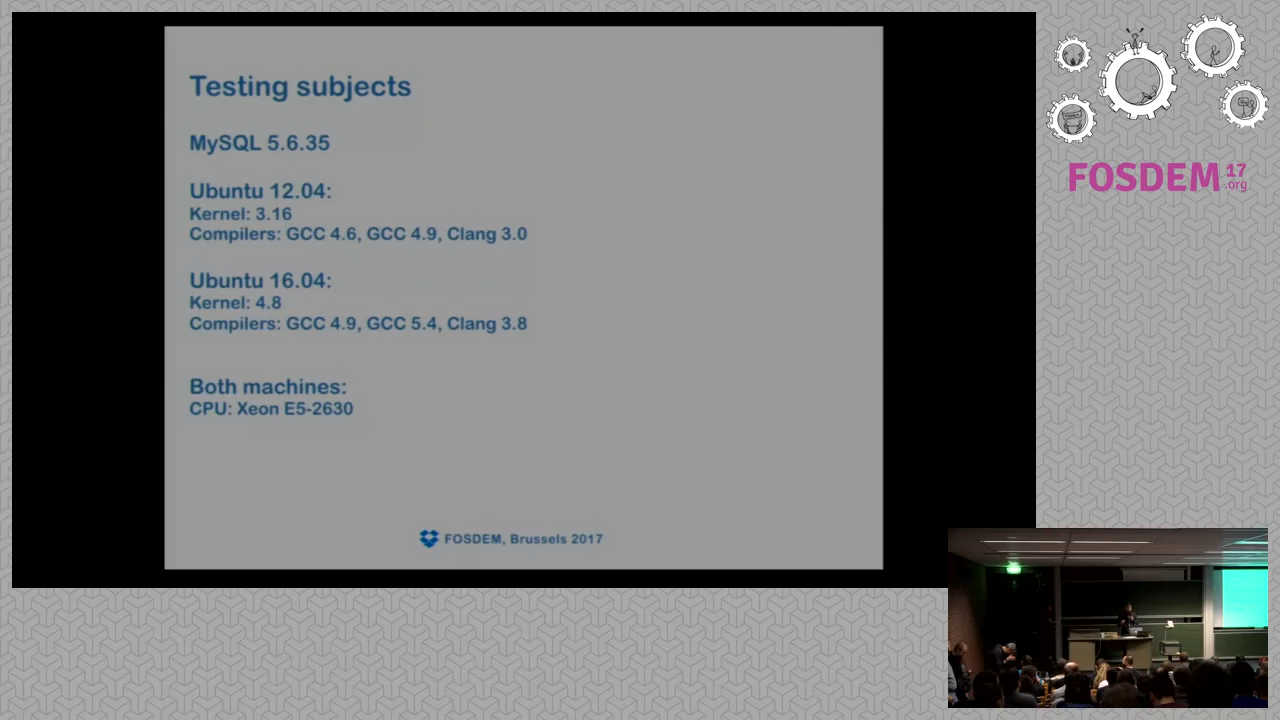 Testing subjects
MySQL 5.6.35
Ubuntu 12.04:
Kernel: 3.16
Compilers: GCC 4.6, GCC 4.9, Clang 3.0
Ubuntu 16.04:
Kernel: 4.8
Compilers: GCC 4.9, GCC 5.4, Clang 3.8
Both machines:
CPU: Xeon E5-2630
FOSDEM, Brussels 2017
FOSDEM 17
.org